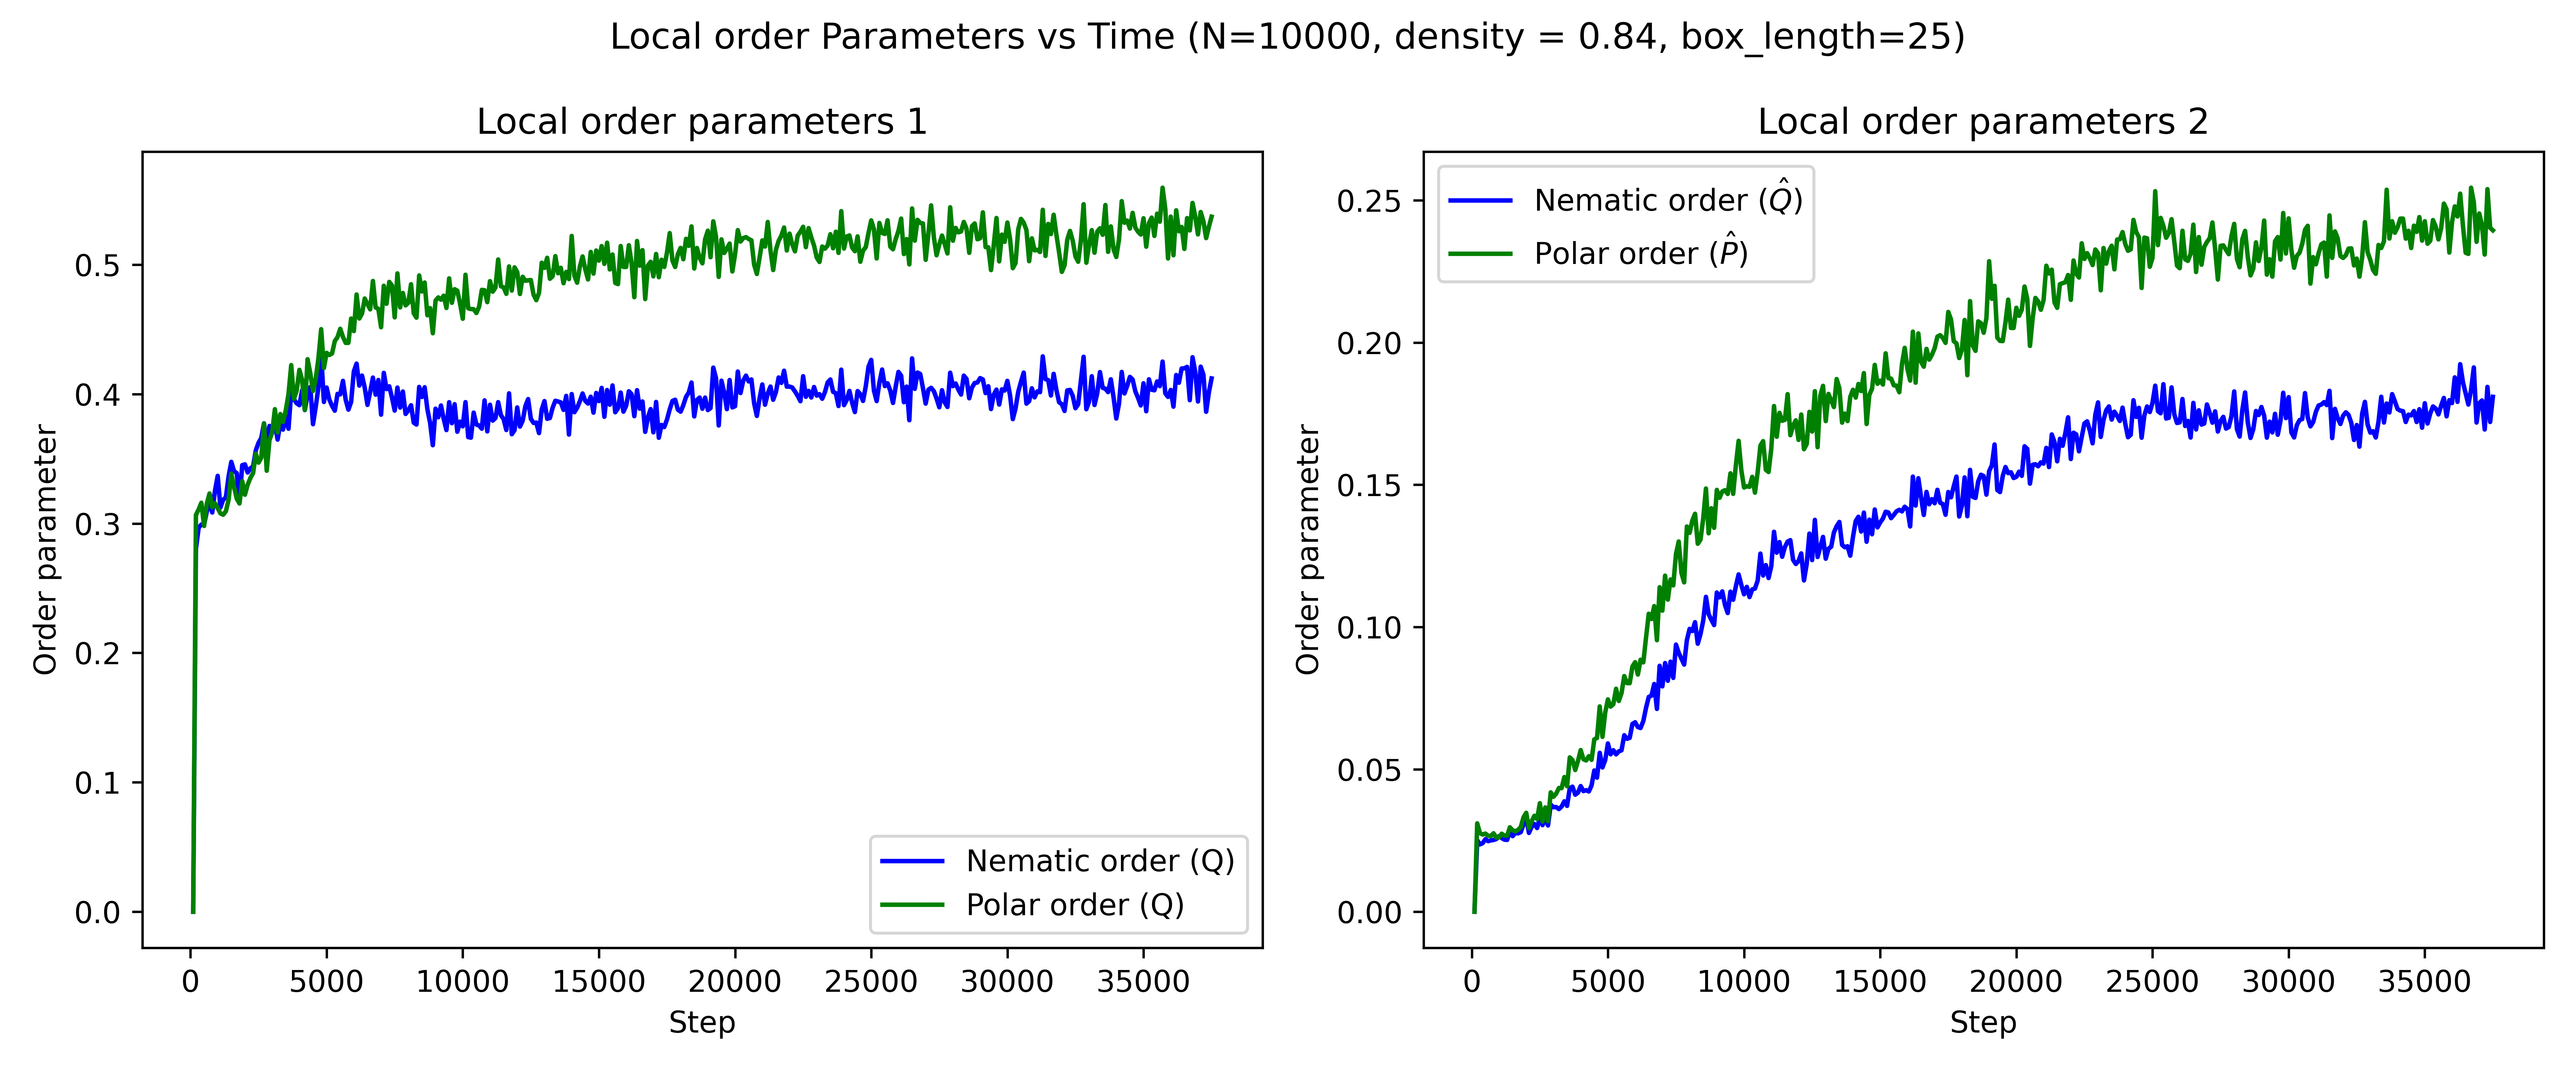 Local order Parameters vs Time (N=10000, density = 0.84, box_length=25)
Local order parameters 1
Order parameter
0.5
0.4
0.3
0.2
0.1
0.0
Nematic order (Q)
Polar order (Q)
0 5000 10000 15000 20000 25000 30000 35000
Step
Local order parameters 2
Order parameter
0.25
0.20
0.15
0.10
0.05
0.00
Nematic order (Q̂)
Polar order (P̂)
0 5000 10000 15000 20000 25000 30000 35000
Step